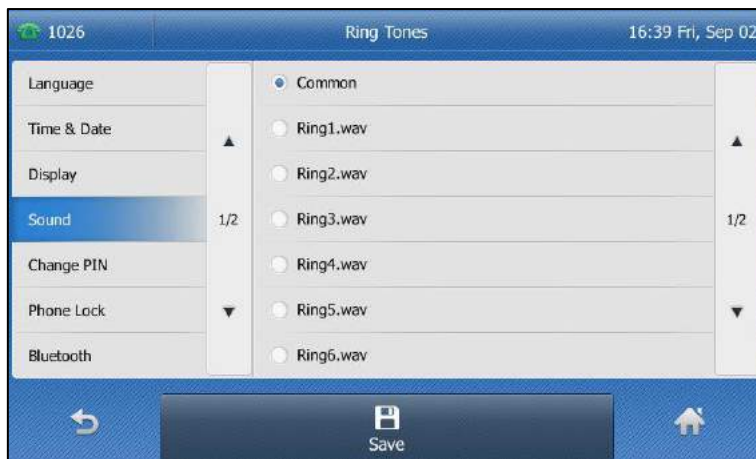 1026 Ring Tones 16:39 Fri, Sep 02
Language
Time & Date
Display
Sound
Change PIN
Phone Lock
Bluetooth
1/2
Common
Ring1.wav
Ring2.wav
Ring3.wav
Ring4.wav
Ring5.wav
Ring6.wav
1/2
Save